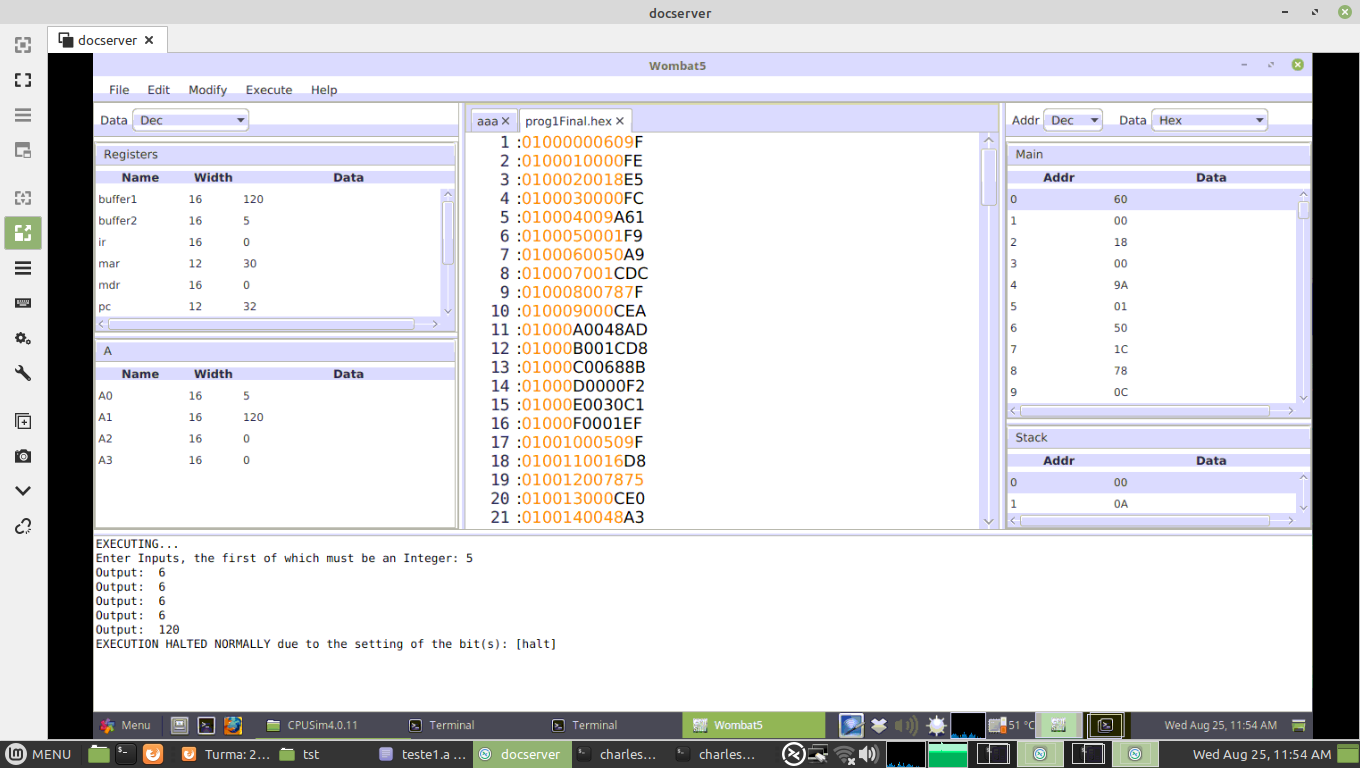 docserver
docserver
Wombat5
File Edit Modify Execute Help
Data Dec
Registers
Name Width Data
buffer1 16 120
buffer2 16 5
ir 16 0
mar 12 30
mdr 16 0
pc 12 32
A
Name Width Data
A0 16 5
A1 16 120
A2 16 0
A3 16 0
aaa prog1Final.hex
1 :01000000609F
2 :0100010000FE
3 :0100020018E5
4 :0100030000FC
5 :010004009A61
6 :0100050001F9
7 :0100060050A9
8 :010007001CDC
9 :01000800787F
10 :010009000CEA
11 :01000A0048AD
12 :01000B001CD8
13 :01000C00688B
14 :01000D0000F2
15 :01000E0030C1
16 :01000F0001EF
17 :01001000509F
18 :0100110016D8
19 :010012007875
20 :010013000CE0
21 :0100140048A3
Addr Dec Data Hex
Main
Addr Data
0 60
1 00
2 18
3 00
4 9A
5 01
6 50
7 1C
8 78
9 0C
Stack
Addr Data
0 00
1 0A
EXECUTING...
Enter Inputs, the first of which must be an Integer: 5
Output: 6
Output: 6
Output: 6
Output: 6
Output: 120
EXECUTION HALTED NORMALLY due to the setting of the bit(s): [halt]
Menu CPUSim4.0.11 Terminal Terminal Wombat5 51 °C Wed Aug 25, 11:54 AM
MENU Turma: 2... tst teste1.a ... docserver charles... charles... Wed Aug 25, 11:54 AM